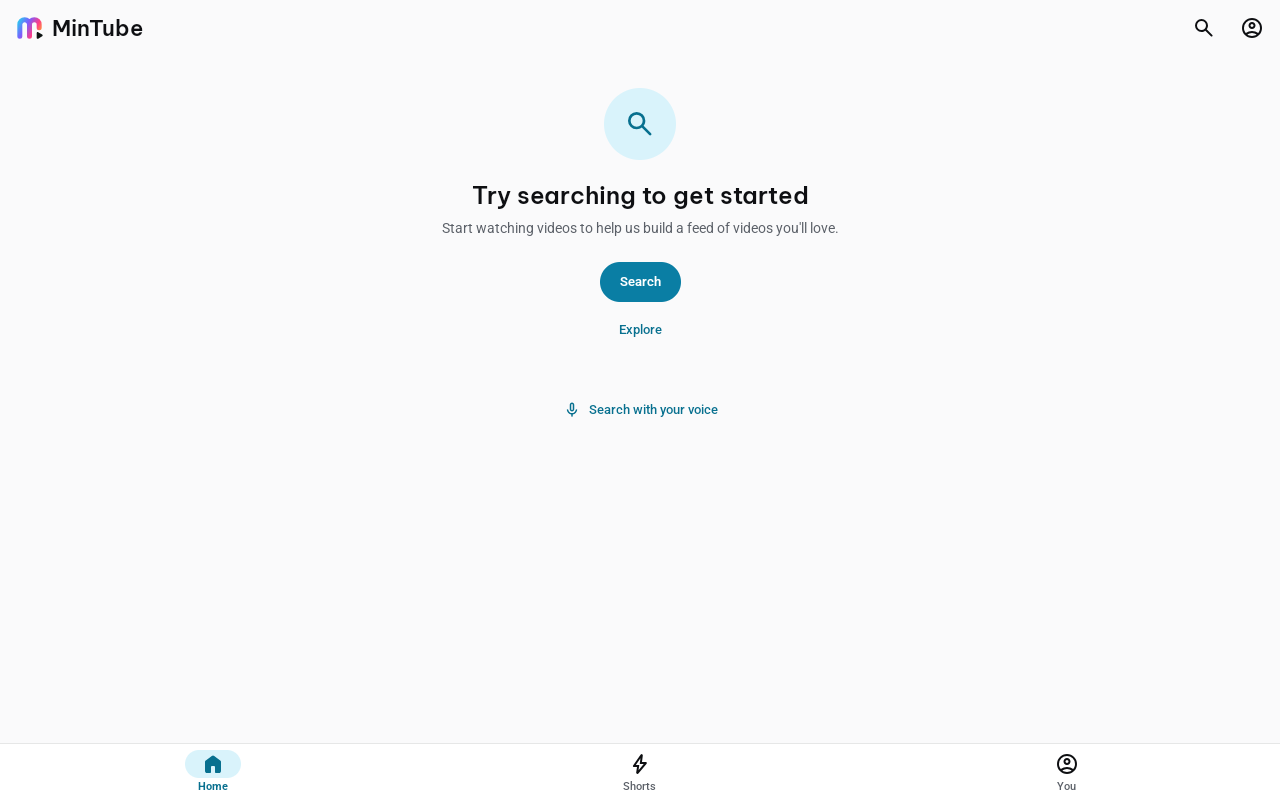 MinTube
Try searching to get started
Start watching videos to help us build a feed of videos you'll love.
Search
Explore
Search with your voice
Home
Shorts
You